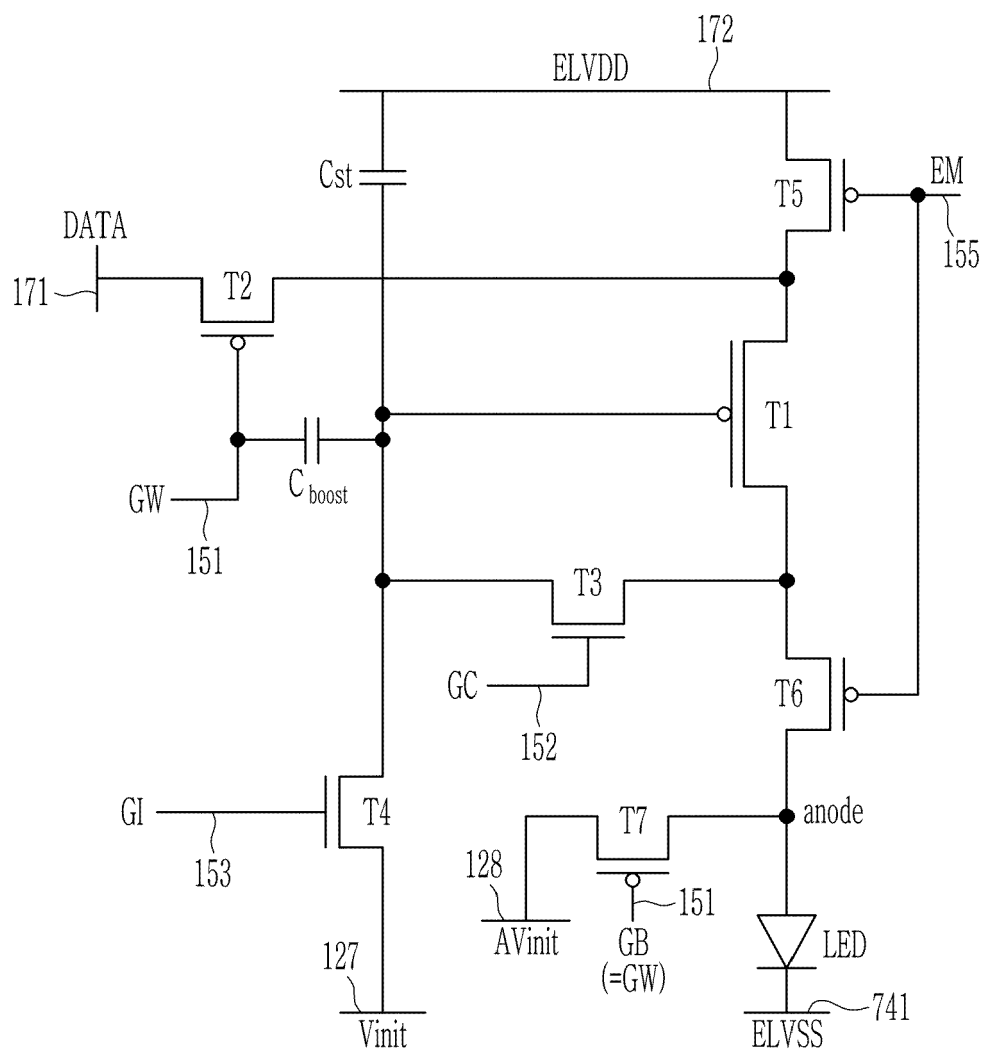 172
ELVDD
Cst
T5
EM
155
DATA
171
T2
T1
Cboost
GW
151
T3
GC
152
T6
GI
153
T4
T7
anode
128
151
AVinit
GB
(=GW)
LED
127
Vinit
741
ELVSS